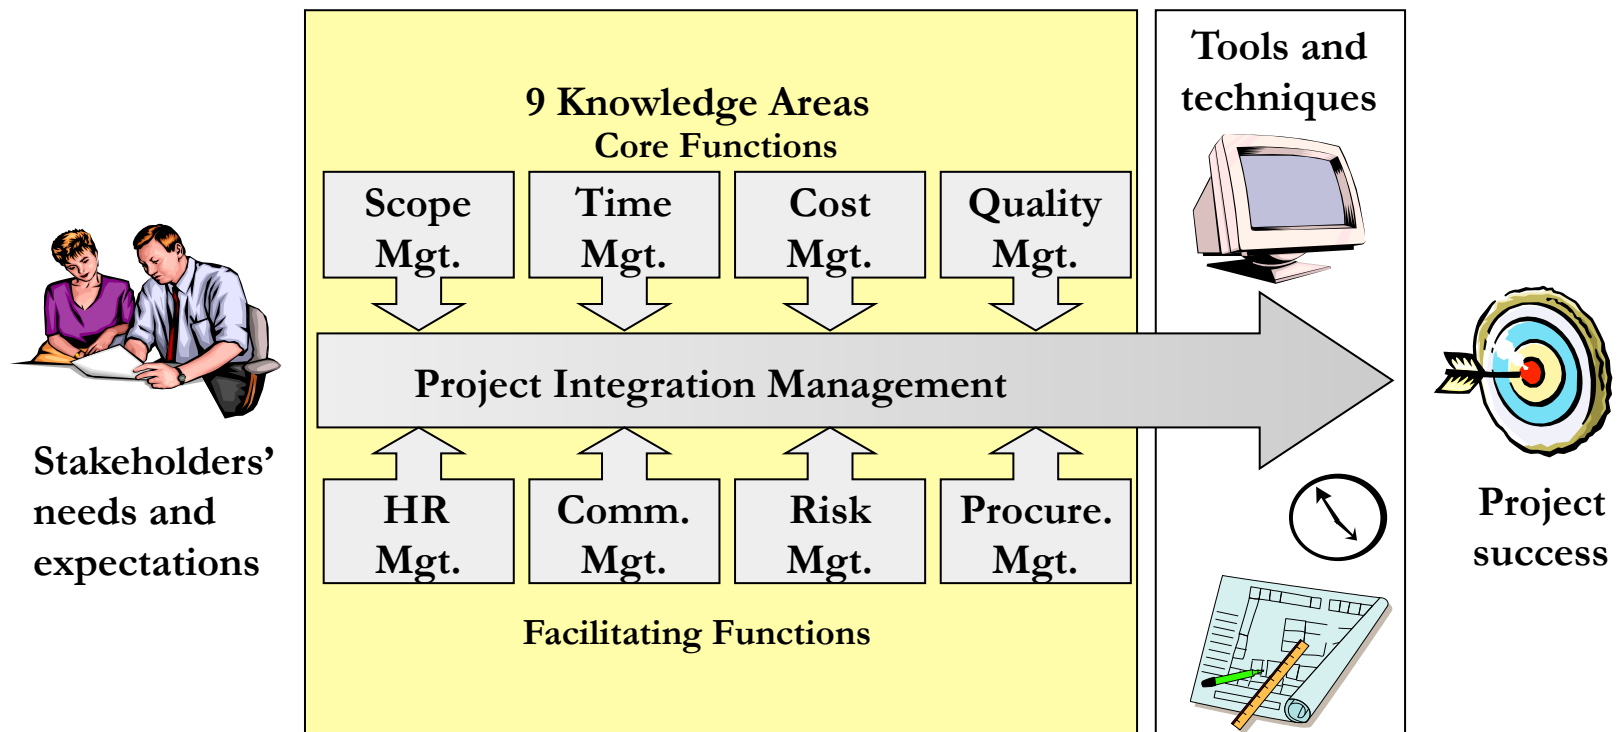 Stakeholders’
needs and
expectations
9 Knowledge Areas
Core Functions
Scope
Mgt.
Time
Mgt.
Cost
Mgt.
Quality
Mgt.
Project Integration Management
HR
Mgt.
Comm.
Mgt.
Risk
Mgt.
Procure.
Mgt.
Facilitating Functions
Tools and
techniques
Project
success